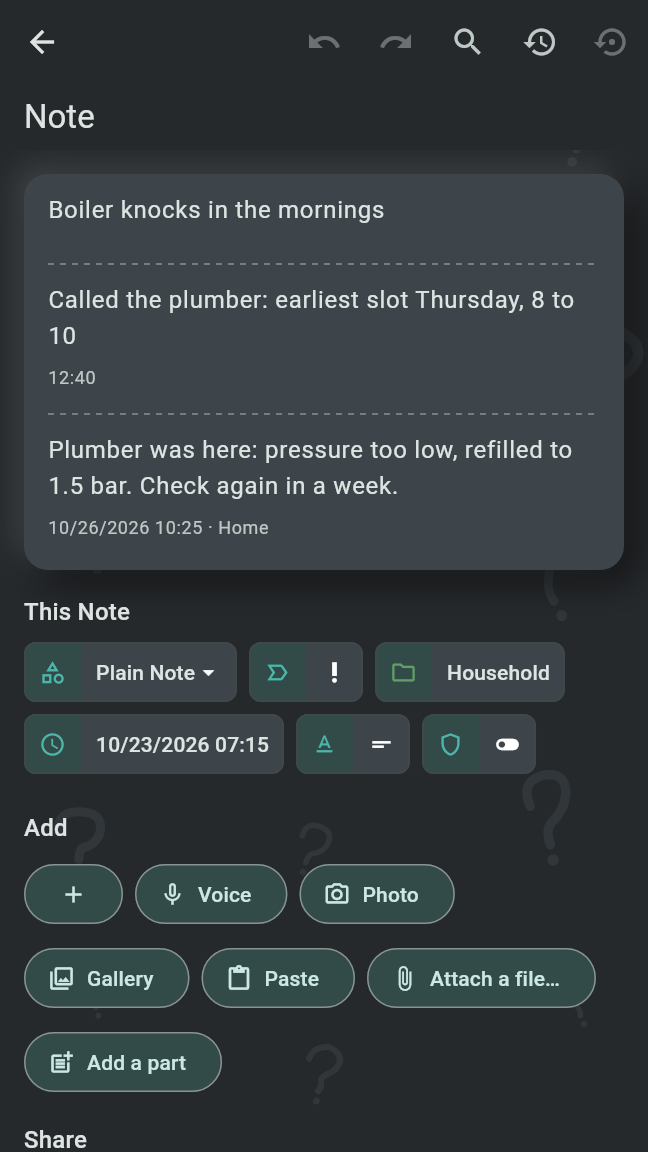 Note
Boiler knocks in the mornings
Called the plumber: earliest slot Thursday, 8 to
10
12:40
Plumber was here: pressure too low, refilled to
1.5 bar. Check again in a week.
10/26/2026 10:25 · Home
This Note
Plain Note
!
Household
10/23/2026 07:15
A
Add
+
Voice
Photo
Gallery
Paste
Attach a file…
Add a part
Share